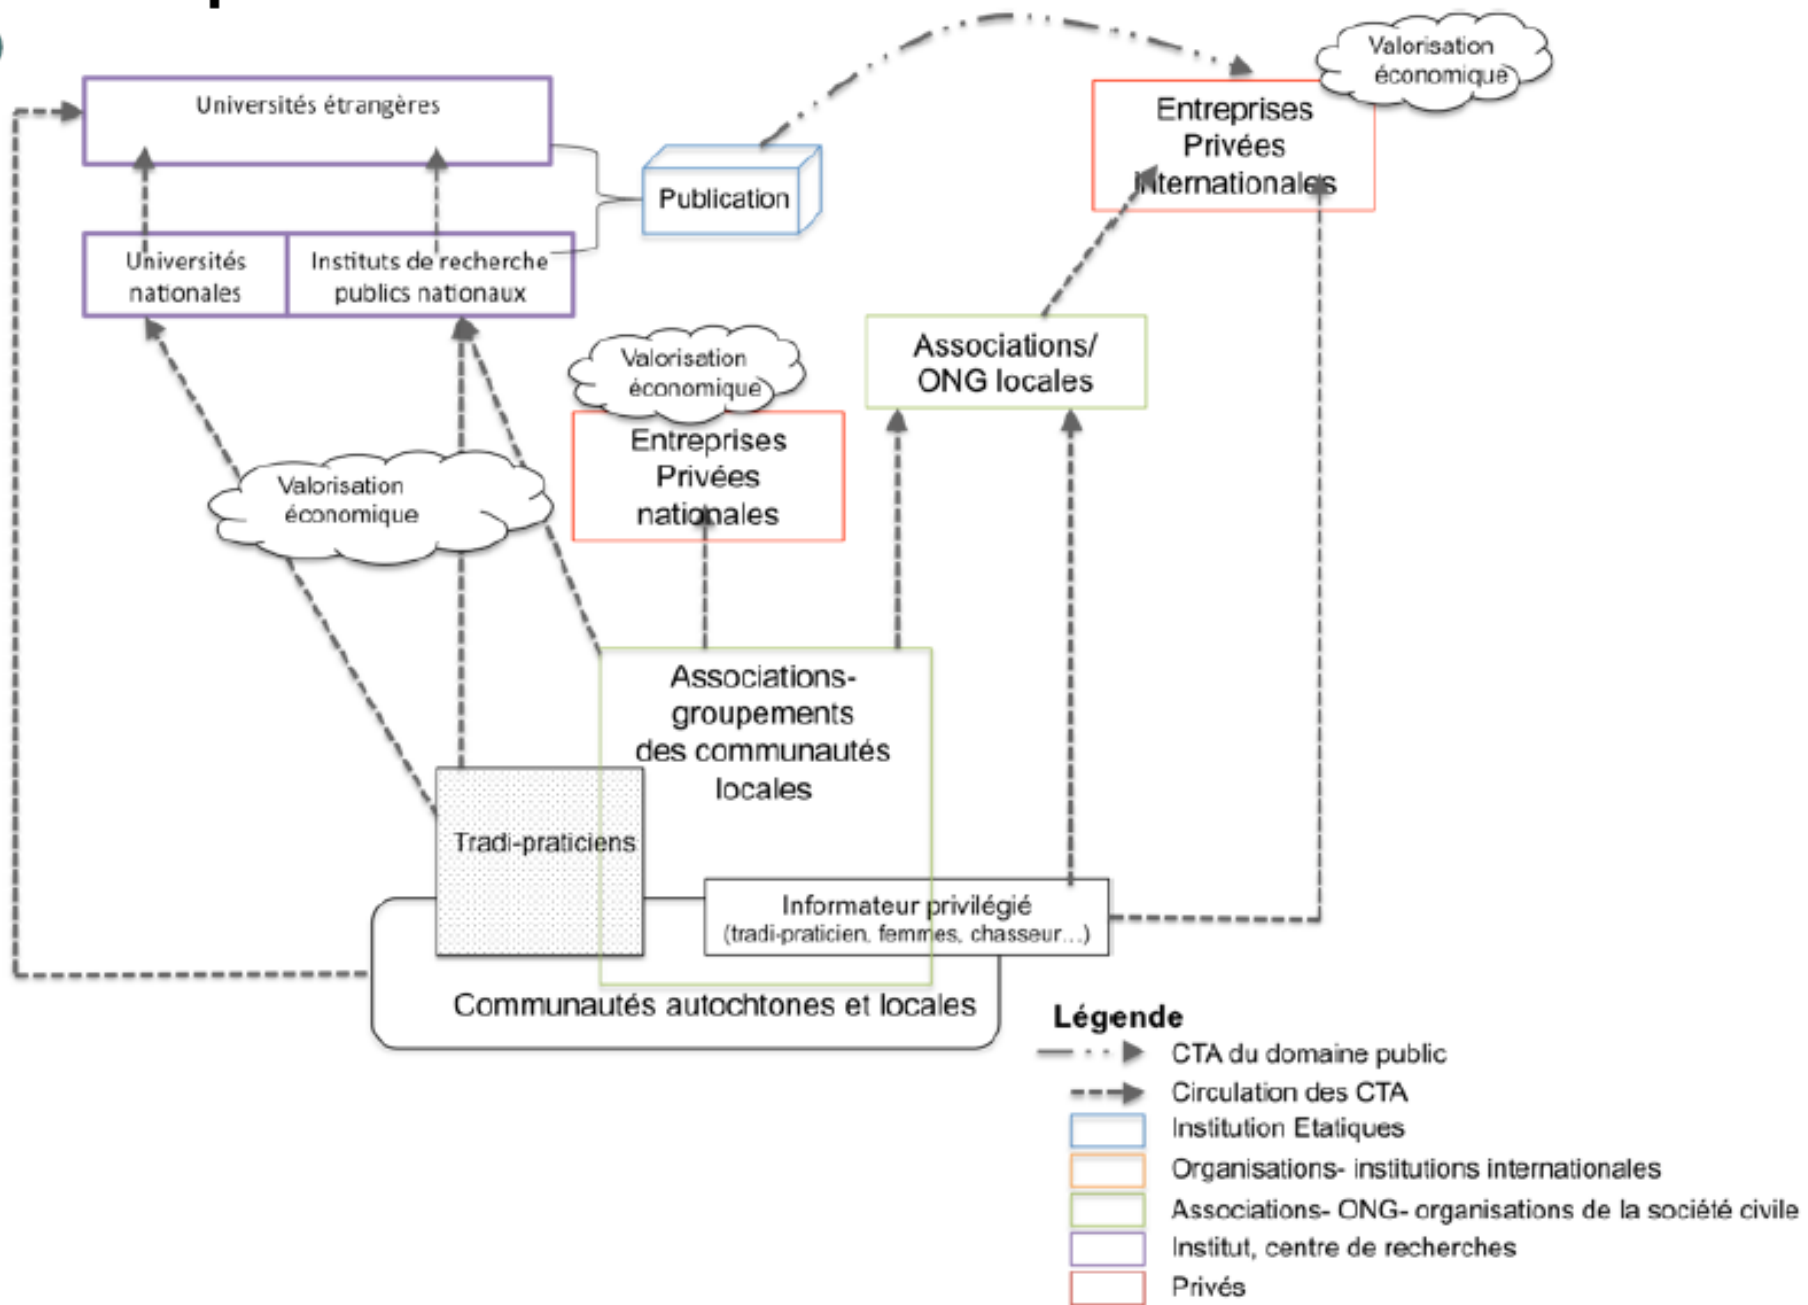 Valorisation
économique
Universités étrangères
Entreprises
Privées
internationales
Publication
Universités
nationales
Instituts de recherche
publics nationaux
Valorisation
économique
Associations/
ONG locales
Entreprises
Privées
nationales
Valorisation
économique
Associations-
groupements
des communautés
locales
Tradi-praticiens
Informateur privilégié
(tradi-praticien, femmes, chasseur...)
Communautés autochtones et locales
Légende
CTA du domaine public
Circulation des CTA
Institution Etatiques
Organisations- institutions internationales
Associations- ONG- organisations de la société civile
Institut, centre de recherches
Privés